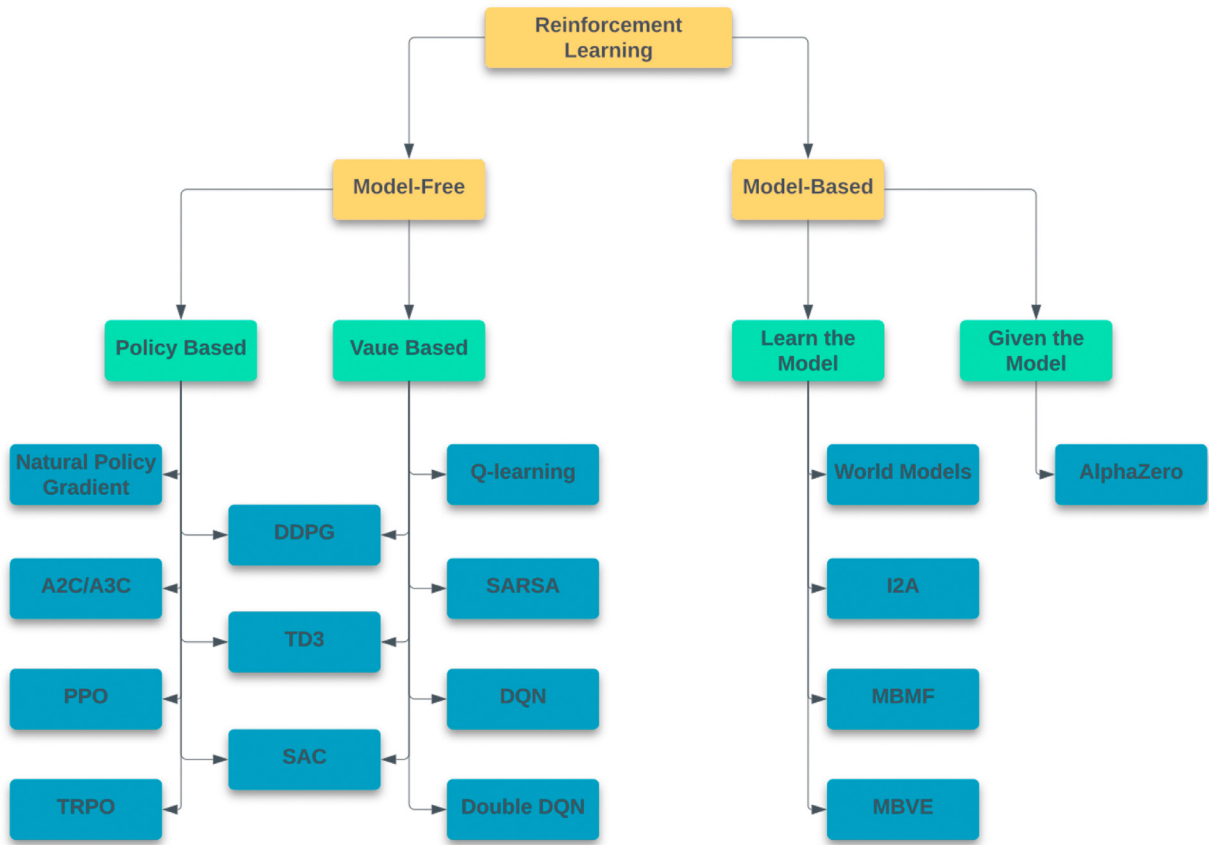 Reinforcement
Learning
Model-Free
Model-Based
Policy Based
Vaue Based
Learn the
Model
Given the
Model
Natural Policy
Gradient
Q-learning
World Models
AlphaZero
DDPG
A2C/A3C
SARSA
I2A
TD3
PPO
DQN
MBMF
SAC
TRPO
Double DQN
MBVE